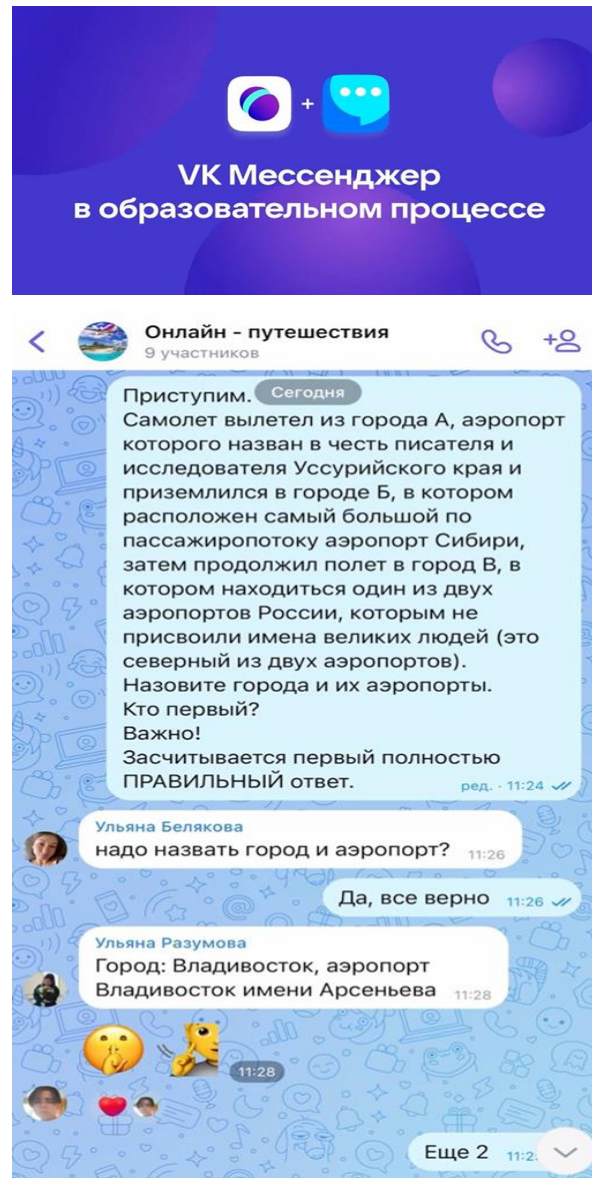 VK Мессенджер
в образовательном процессе
Онлайн - путешествия
9 участников
Сегодня
Приступим.
Самолет вылетел из города А, аэропорт
которого назван в честь писателя и
исследователя Уссурийского края и
приземлился в городе Б, в котором
расположен самый большой по
пассажиропотоку аэропорт Сибири,
затем продолжил полет в город В, в
котором находиться один из двух
аэропортов России, которым не
присвоили имена великих людей (это
северный из двух аэропортов).
Назовите города и их аэропорты.
Кто первый?
Важно!
Засчитывается первый полностью
ПРАВИЛЬНЫЙ ответ.
ред. · 11:24
Ульяна Белякова
надо назвать город и аэропорт? 11:26
Да, все верно 11:26
Ульяна Разумова
Город: Владивосток, аэропорт
Владивосток имени Арсеньева 11:28
11:28
Еще 2